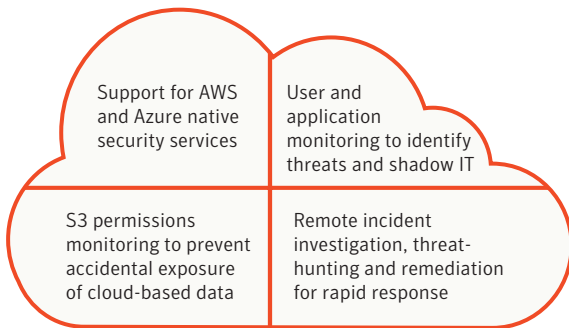 Support for AWS
and Azure native
security services
User and
application
monitoring to identify
threats and shadow IT
S3 permissions
monitoring to prevent
accidental exposure
of cloud-based data
Remote incident
investigation, threat-
hunting and remediation
for rapid response